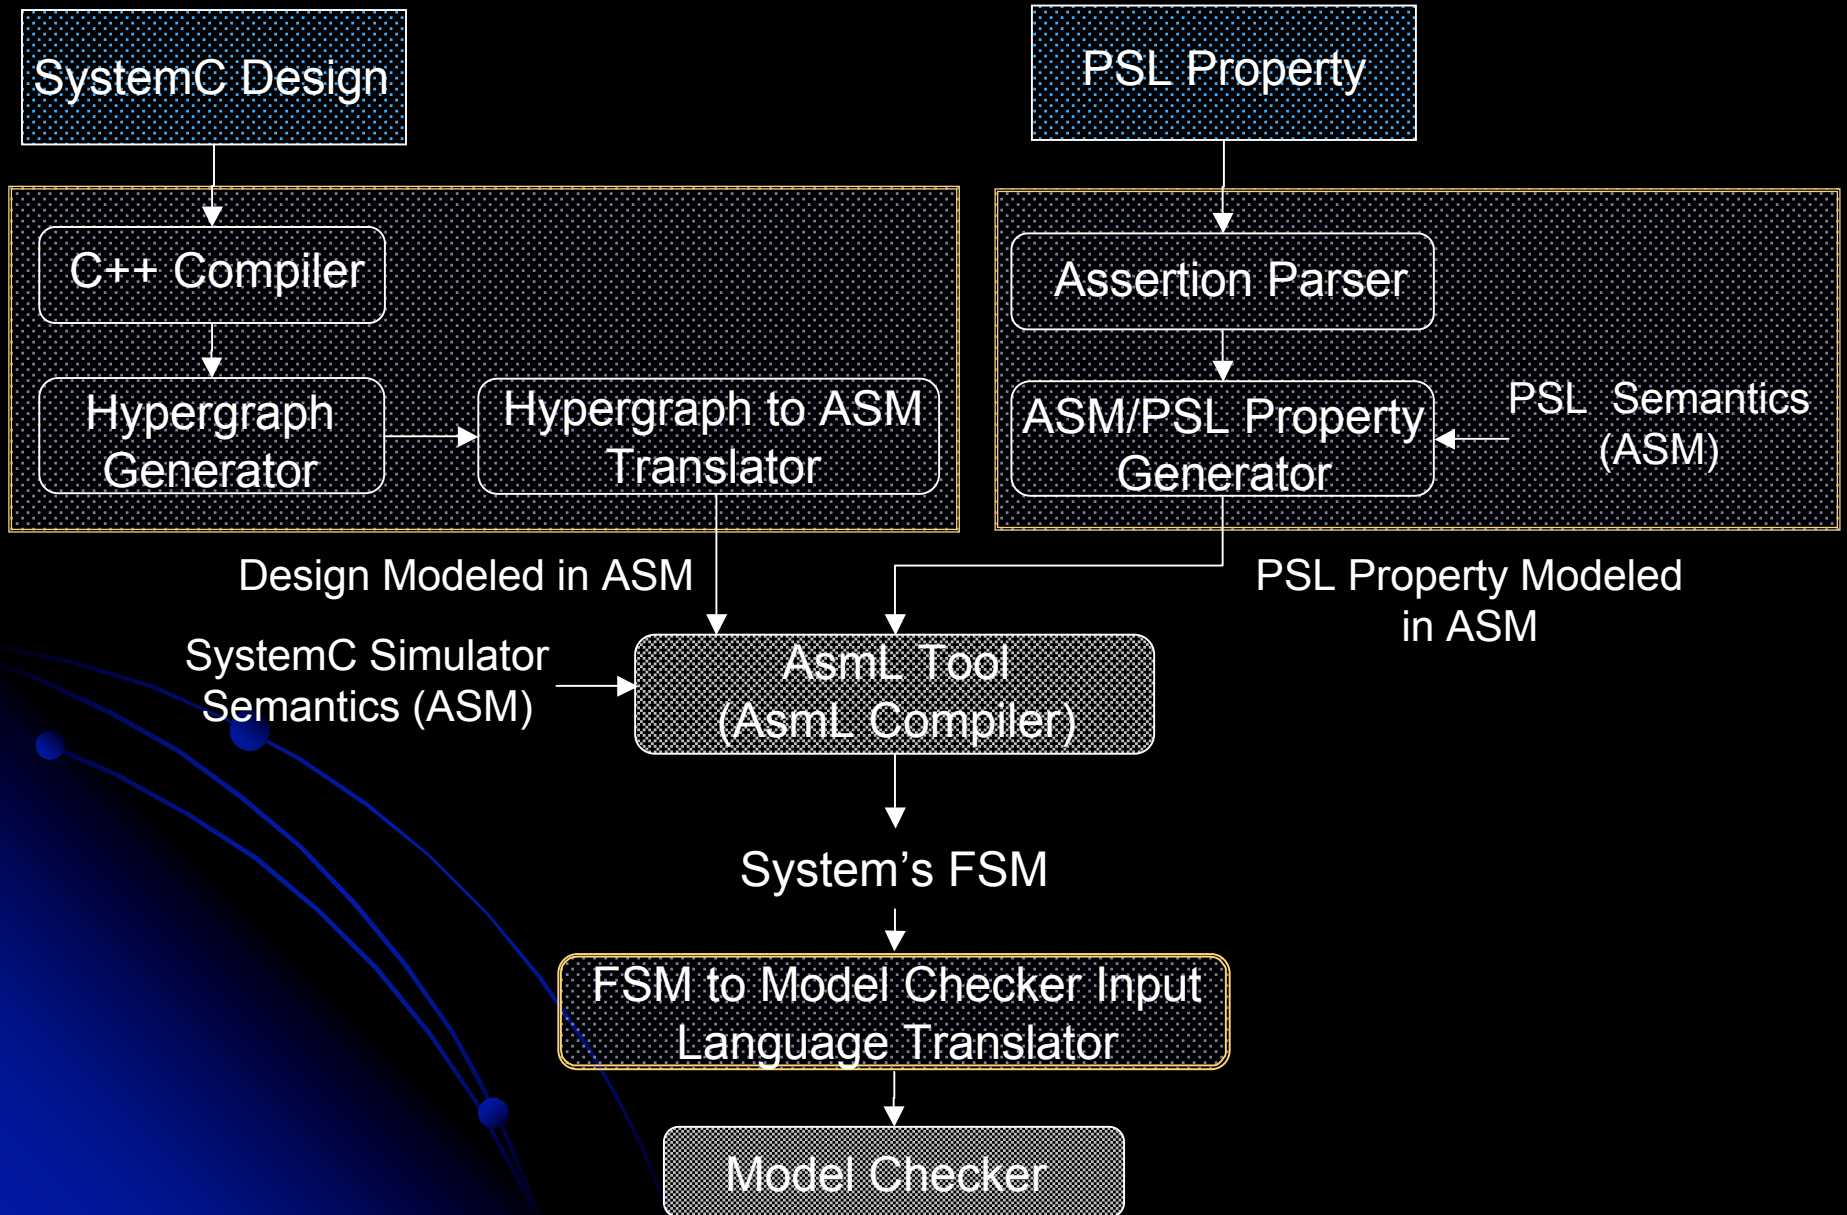 SystemC Design
PSL Property
C++ Compiler
Assertion Parser
Hypergraph
Generator
Hypergraph to ASM
Translator
ASM/PSL Property
Generator
PSL Semantics
(ASM)
Design Modeled in ASM
PSL Property Modeled
in ASM
SystemC Simulator
Semantics (ASM)
AsmL Tool
(AsmL Compiler)
System’s FSM
FSM to Model Checker Input
Language Translator
Model Checker